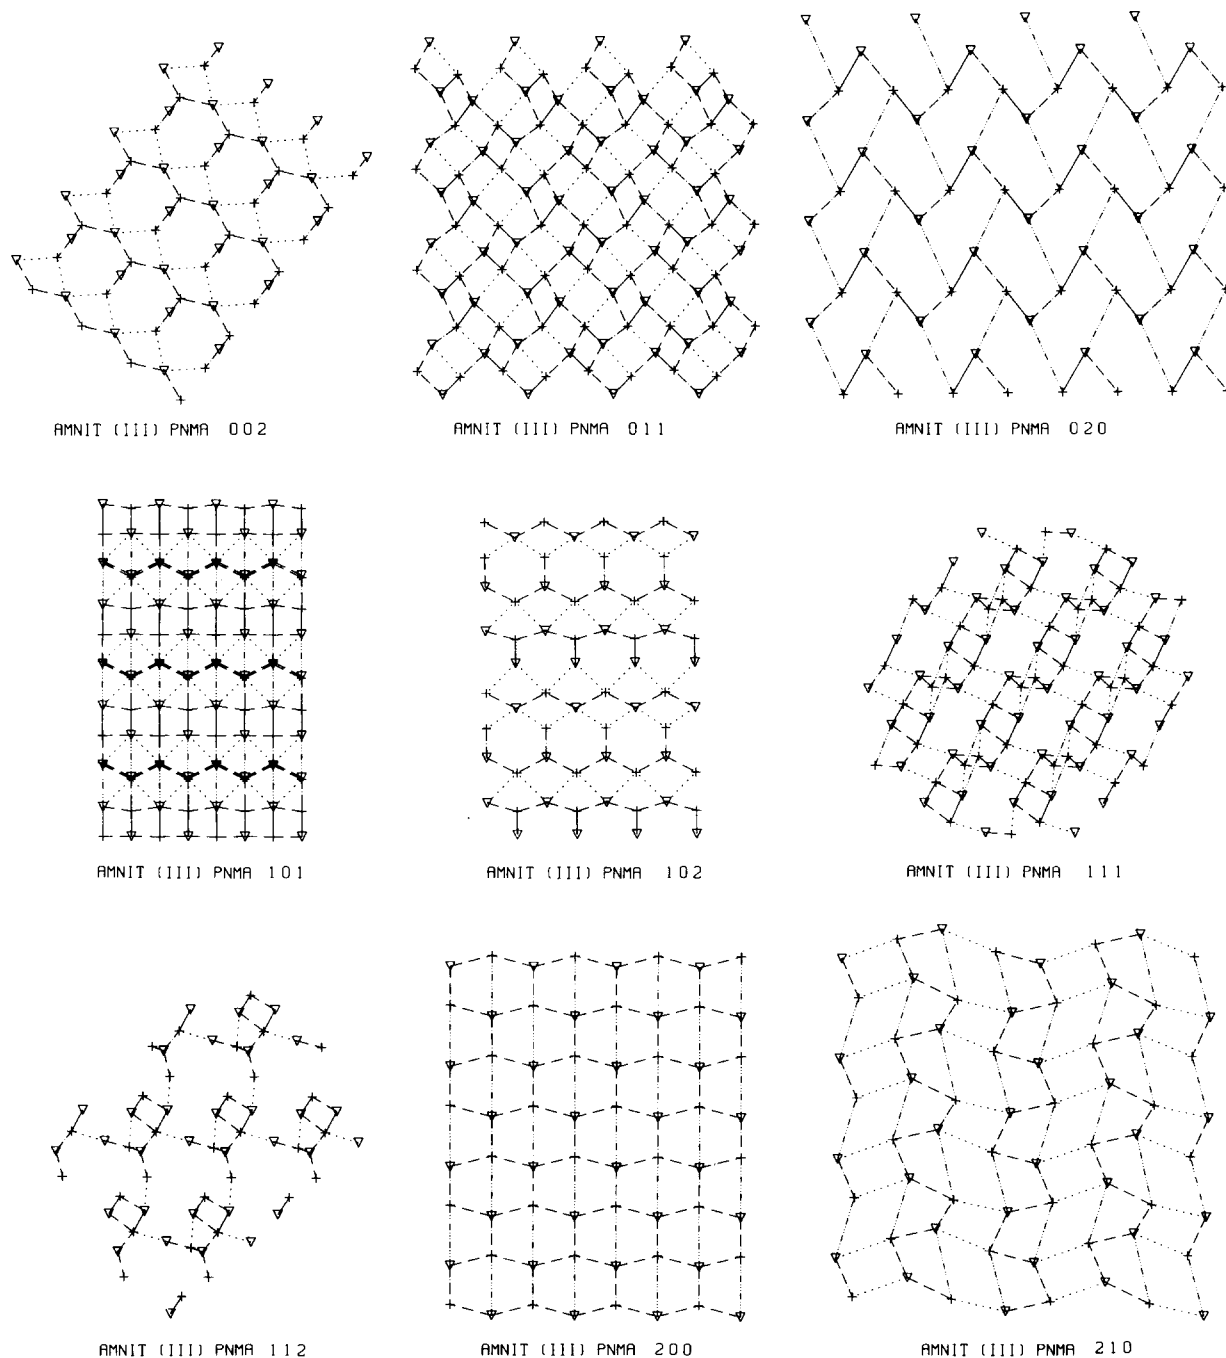 AMNIT (III) PNMA 002
AMNIT (III) PNMA 011
AMNIT (III) PNMA 020
AMNIT (III) PNMA 101
AMNIT (III) PNMA 102
AMNIT (III) PNMA 111
AMNIT (III) PNMA 112
AMNIT (III) PNMA 200
AMNIT (III) PNMA 210